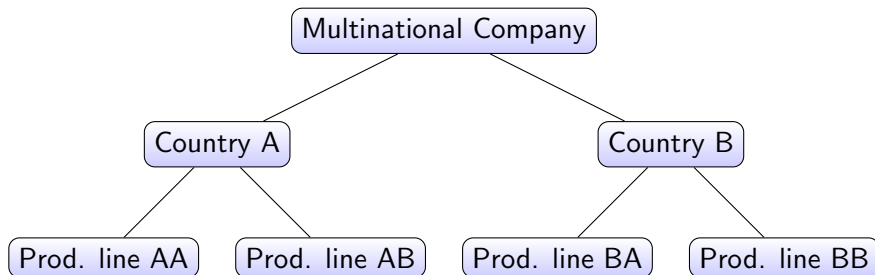 Multinational Company
Country A
Country B
Prod. line AA
Prod. line AB
Prod. line BA
Prod. line BB